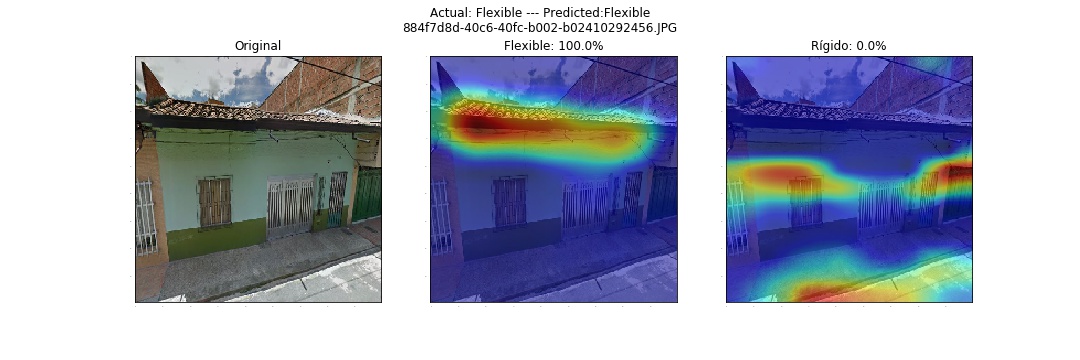 Actual: Flexible --- Predicted:Flexible
884f7d8d-40c6-40fc-b002-b02410292456.JPG
Original
Flexible: 100.0%
Rígido: 0.0%